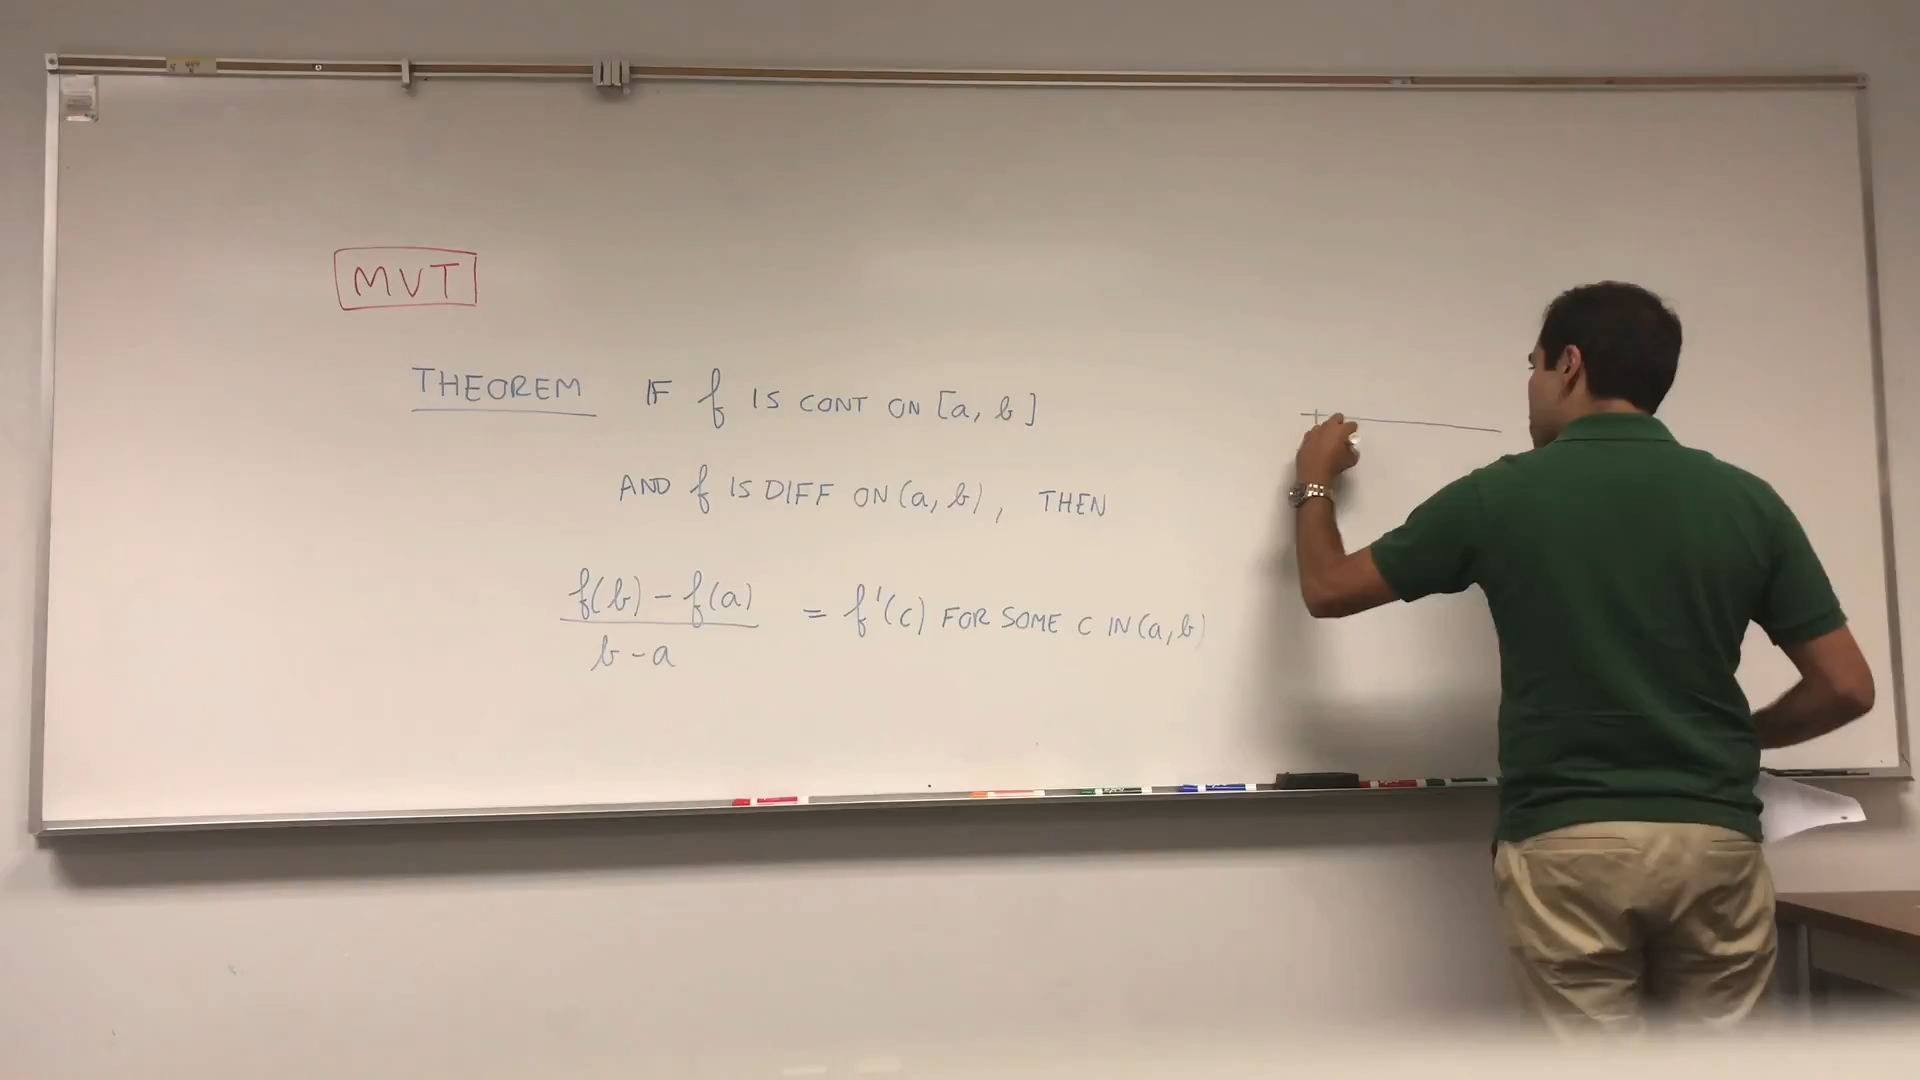 MVT
THEOREM IF f IS CONT ON [a, b]
AND f IS DIFF ON (a, b), THEN
f(b) - f(a)
b - a
= f'(c) FOR SOME C IN (a, b)